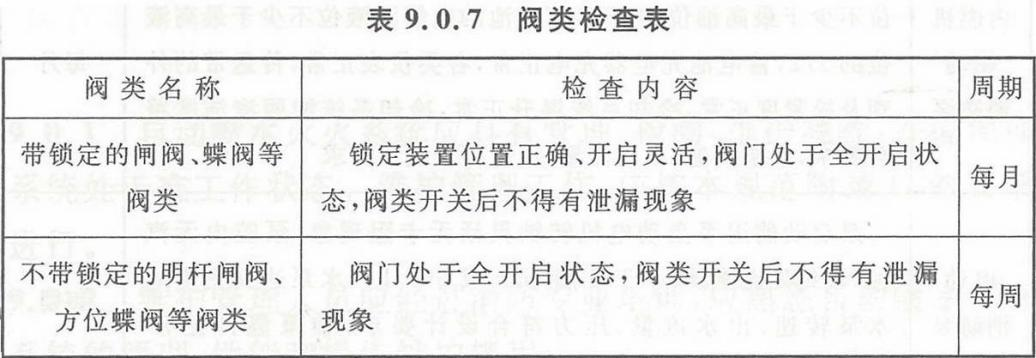 表 9.0.7 阀类检查表
阀类名称 检查内容 周期
带锁定的闸阀、蝶阀等
阀类
锁定装置位置正确、开启灵活,阀门处于全开启状
态,阀类开关后不得有泄漏现象
每月
不带锁定的明杆闸阀、
方位蝶阀等阀类
阀门处于全开启状态,阀类开关后不得有泄漏
现象
每周